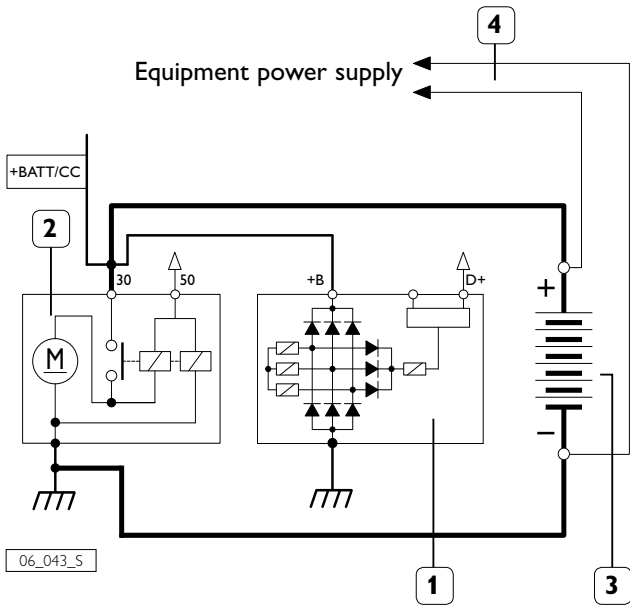 4
Equipment power supply
+BATT/CC
2
30
50
+B
D+
+
M
−
06_043_S
1
3